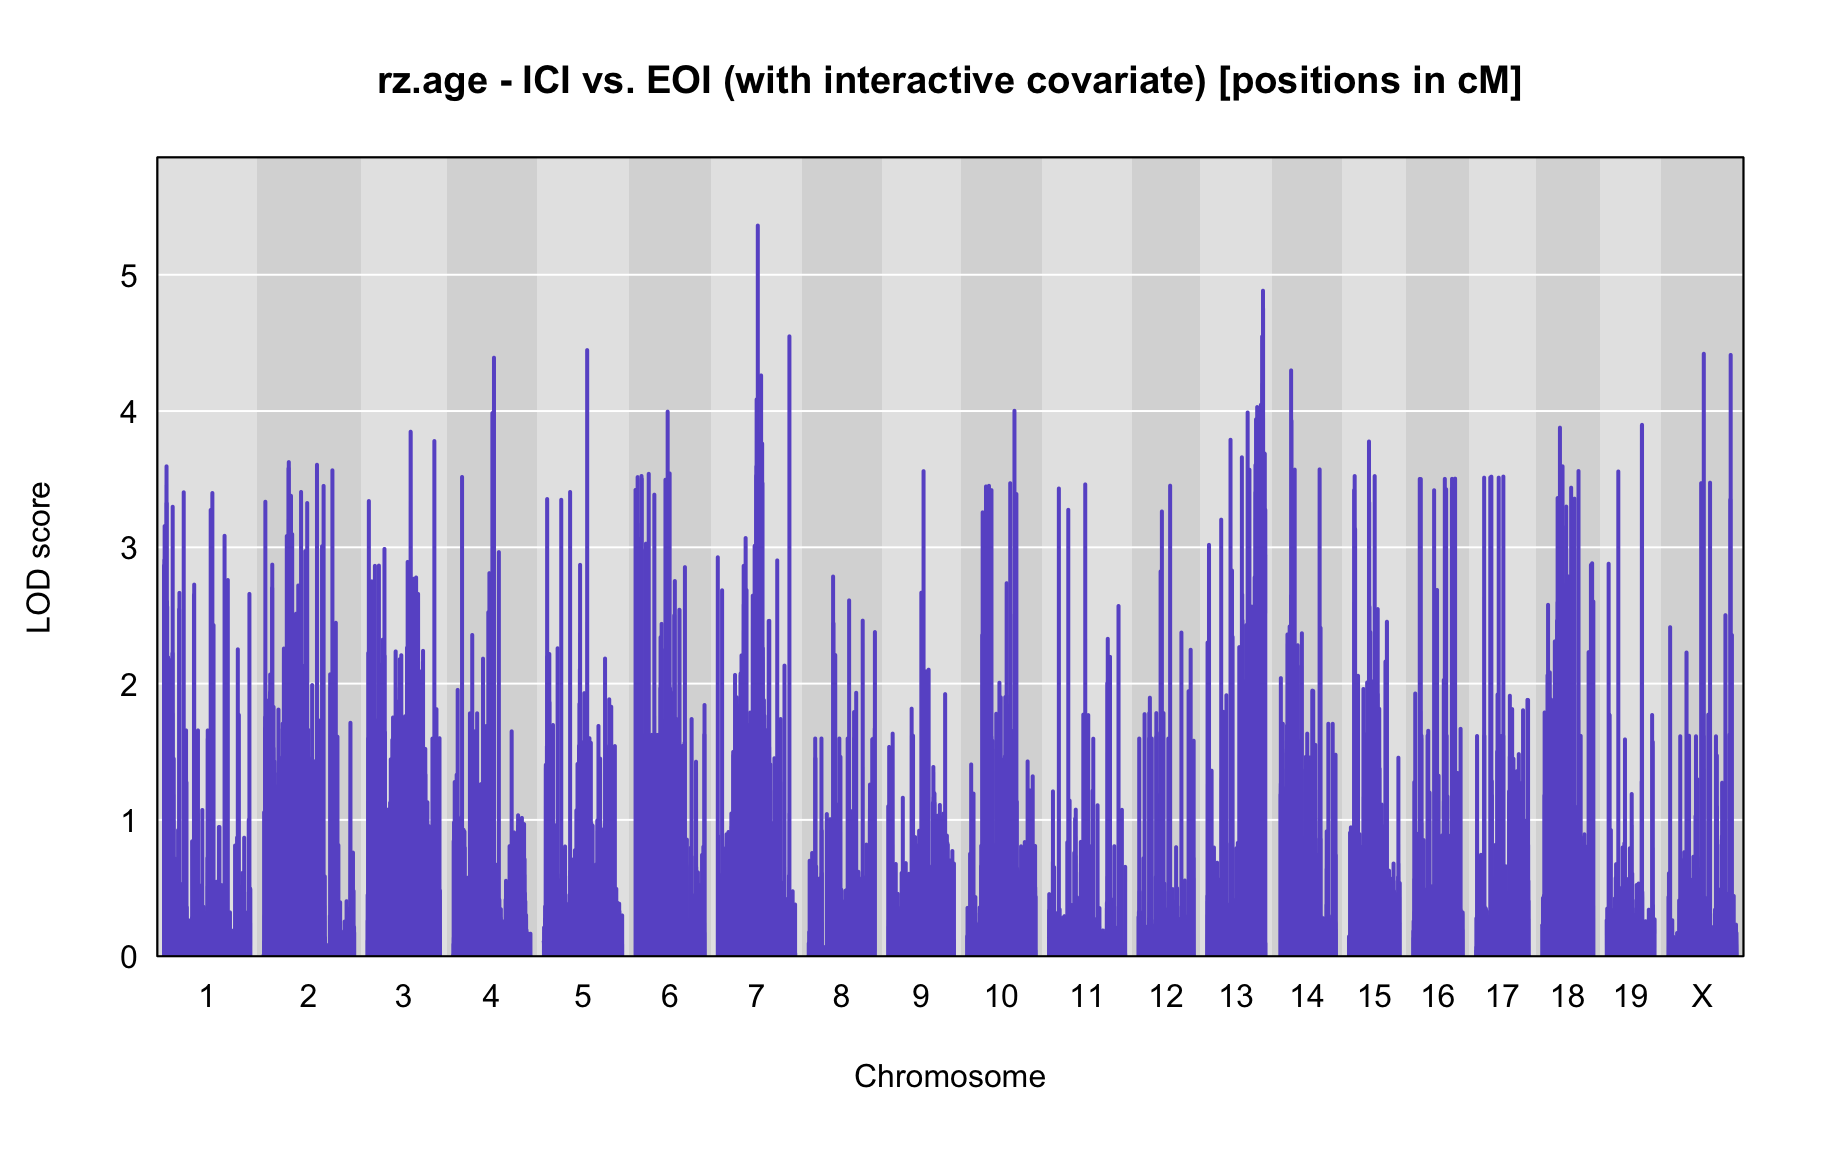 rz.age - ICI vs. EOI (with interactive covariate) [positions in cM]
LOD score
5
4
3
2
1
0
1 2 3 4 5 6 7 8 9 10 11 12 13 14 15 16 17 18 19 X
Chromosome